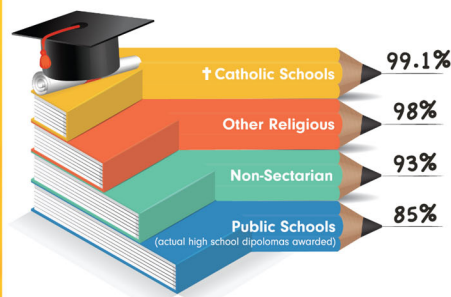 ✝ Catholic Schools 99.1%
Other Religious 98%
Non-Sectarian 93%
Public Schools 85%
(actual high school dipolomas awarded)